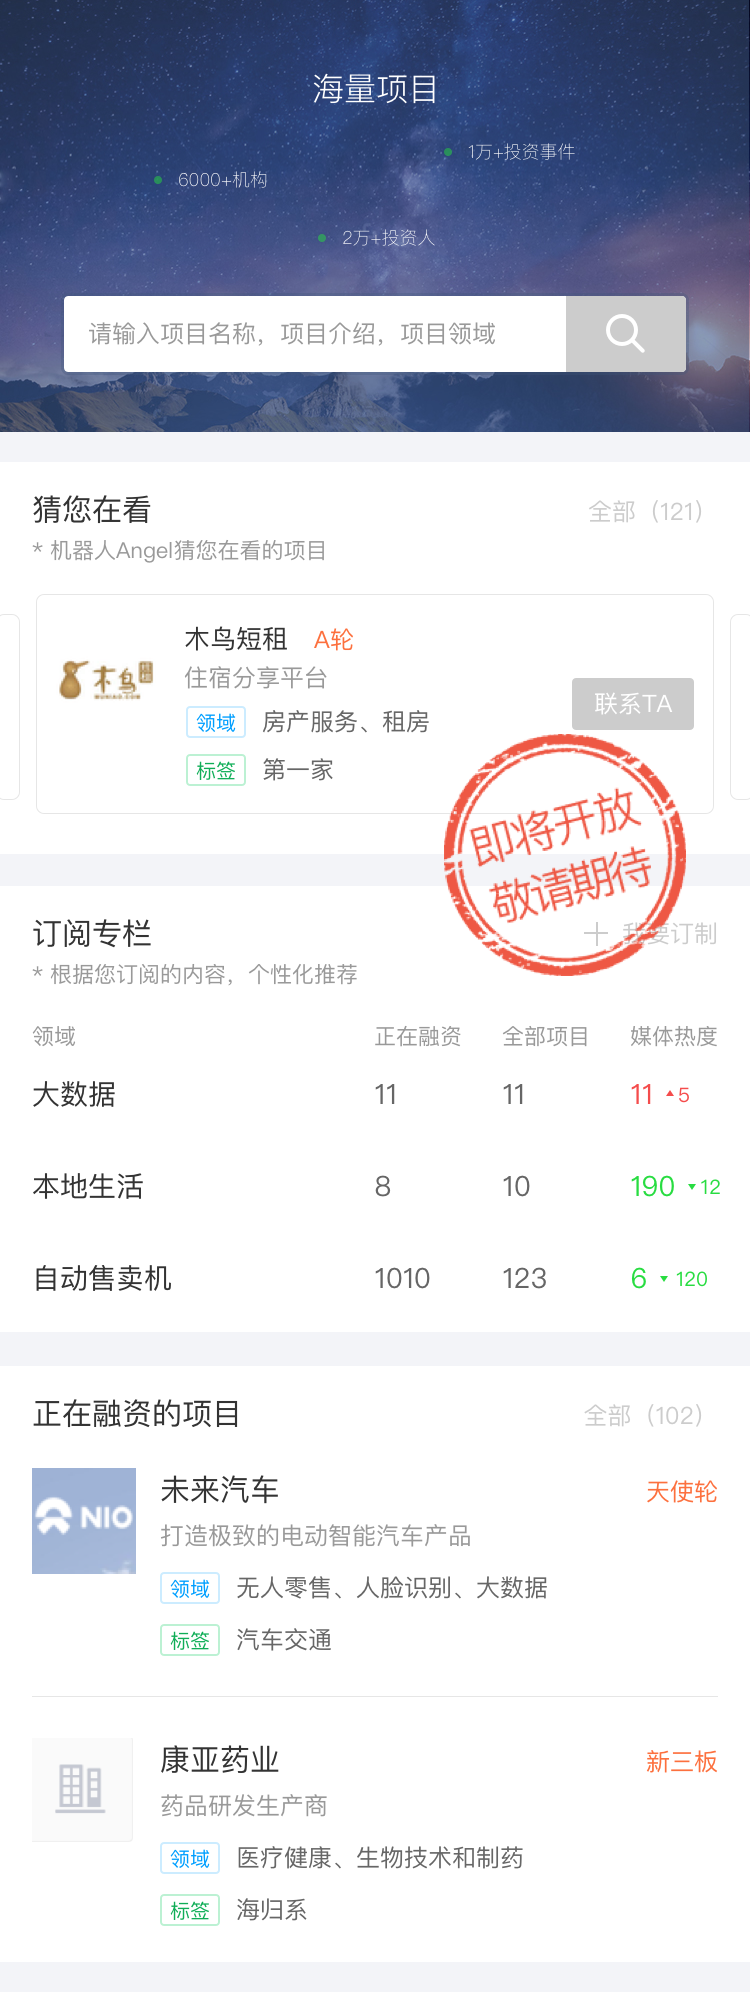 海量项目
1万+投资事件
6000+机构
2万+投资人
请输入项目名称，项目介绍，项目领域
猜您在看 全部（121）
* 机器人Angel猜您在看的项目
木鸟短租 A轮
木鸟
住宿分享平台
联系TA
领域 房产服务、租房
标签 第一家
即将开放
敬请期待
订阅专栏 我要订制
* 根据您订阅的内容，个性化推荐
领域 正在融资 全部项目 媒体热度
大数据 11 11 11 5
本地生活 8 10 190 12
自动售卖机 1010 123 6 120
正在融资的项目 全部（102）
未来汽车 天使轮
NIO
打造极致的电动智能汽车产品
领域 无人零售、人脸识别、大数据
标签 汽车交通
康亚药业 新三板
药品研发生产商
领域 医疗健康、生物技术和制药
标签 海归系